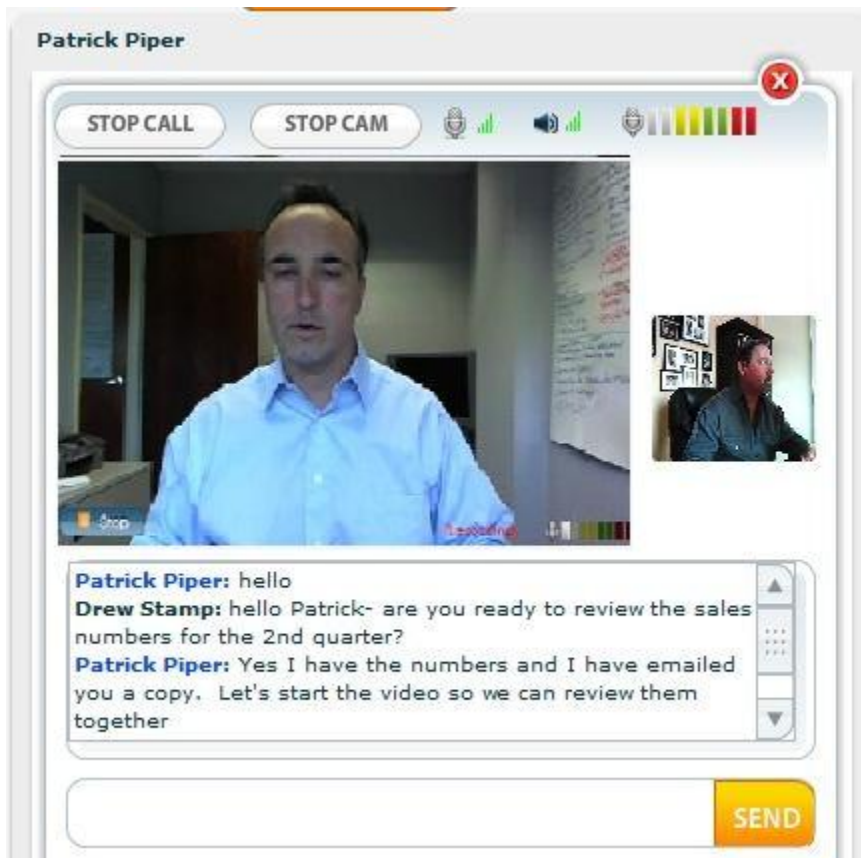 Patrick Piper
STOP CALL STOP CAM
X
Stop
Patrick Piper: hello
Drew Stamp: hello Patrick- are you ready to review the sales
numbers for the 2nd quarter?
Patrick Piper: Yes I have the numbers and I have emailed
you a copy. Let's start the video so we can review them
together
SEND